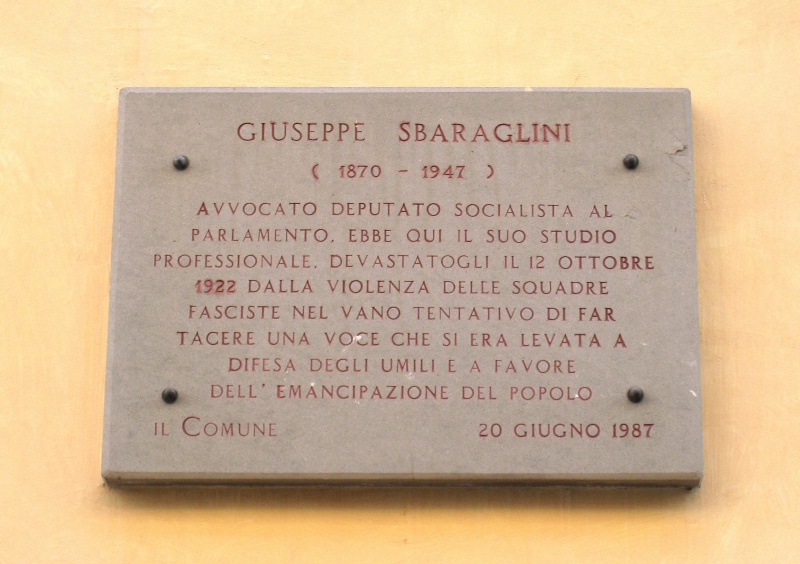 GIUSEPPE SBARAGLINI
( 1870 - 1947 )
AVVOCATO DEPUTATO SOCIALISTA AL
PARLAMENTO. EBBE QUI IL SUO STUDIO
PROFESSIONALE. DEVASTATOGLI IL 12 OTTOBRE
1922 DALLA VIOLENZA DELLE SQUADRE
FASCISTE NEL VANO TENTATIVO DI FAR
TACERE UNA VOCE CHE SI ERA LEVATA A
DIFESA DEGLI UMILI E A FAVORE
DELL' EMANCIPAZIONE DEL POPOLO
IL COMUNE 20 GIUGNO 1987